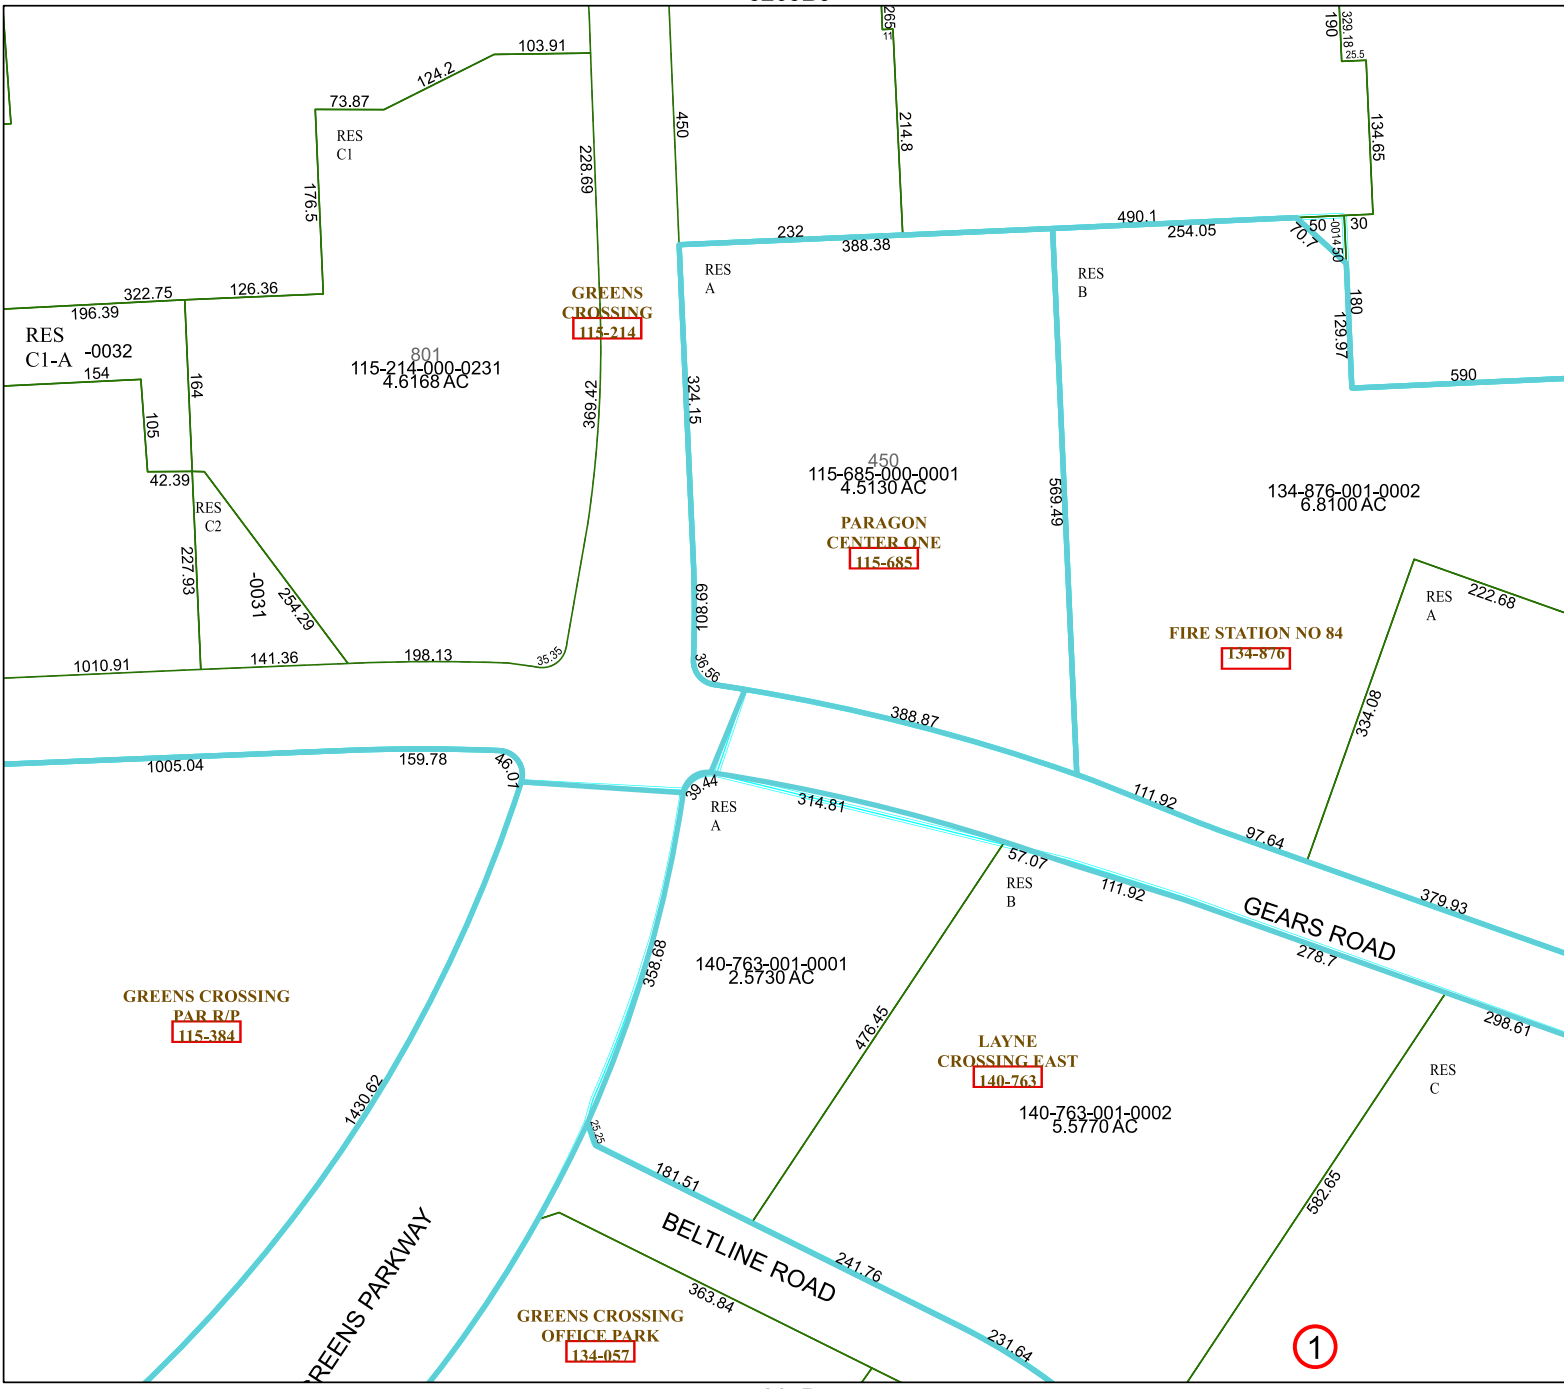 265
11
190
329.18
25.5
103.91
124.2
73.87
RES
C1
450
214.8
134.65
228.69
176.5
490.1
232
388.38
254.05
50
-0014
50
30
70.7
RES
A
RES
B
322.75
126.36
196.39
GREENS
CROSSING
115-214
180
129.97
RES
C1-A
-0032
154
801
115-214-000-0231
4.6168 AC
164
369.42
324.15
590
105
42.39
450
115-685-000-0001
4.5130 AC
569.49
134-876-001-0002
6.8100 AC
RES
C2
PARAGON
CENTER ONE
115-685
227.93
-0031
254.29
108.69
RES
A
222.68
FIRE STATION NO 84
134-876
1010.91
141.36
198.13
35.35
36.56
388.87
334.08
1005.04
159.78
46.01
39.44
RES
A
314.81
111.92
97.64
57.07
RES
B
111.92
379.93
GEARS ROAD
278.7
358.68
140-763-001-0001
2.5730 AC
GREENS CROSSING
PAR R/P
115-384
476.45
LAYNE
CROSSING EAST
140-763
298.61
RES
C
1430.62
140-763-001-0002
5.5770 AC
25.25
181.51
582.65
BELTLINE ROAD
241.76
REENS PARKWAY
363.84
GREENS CROSSING
OFFICE PARK
134-057
231.64
1